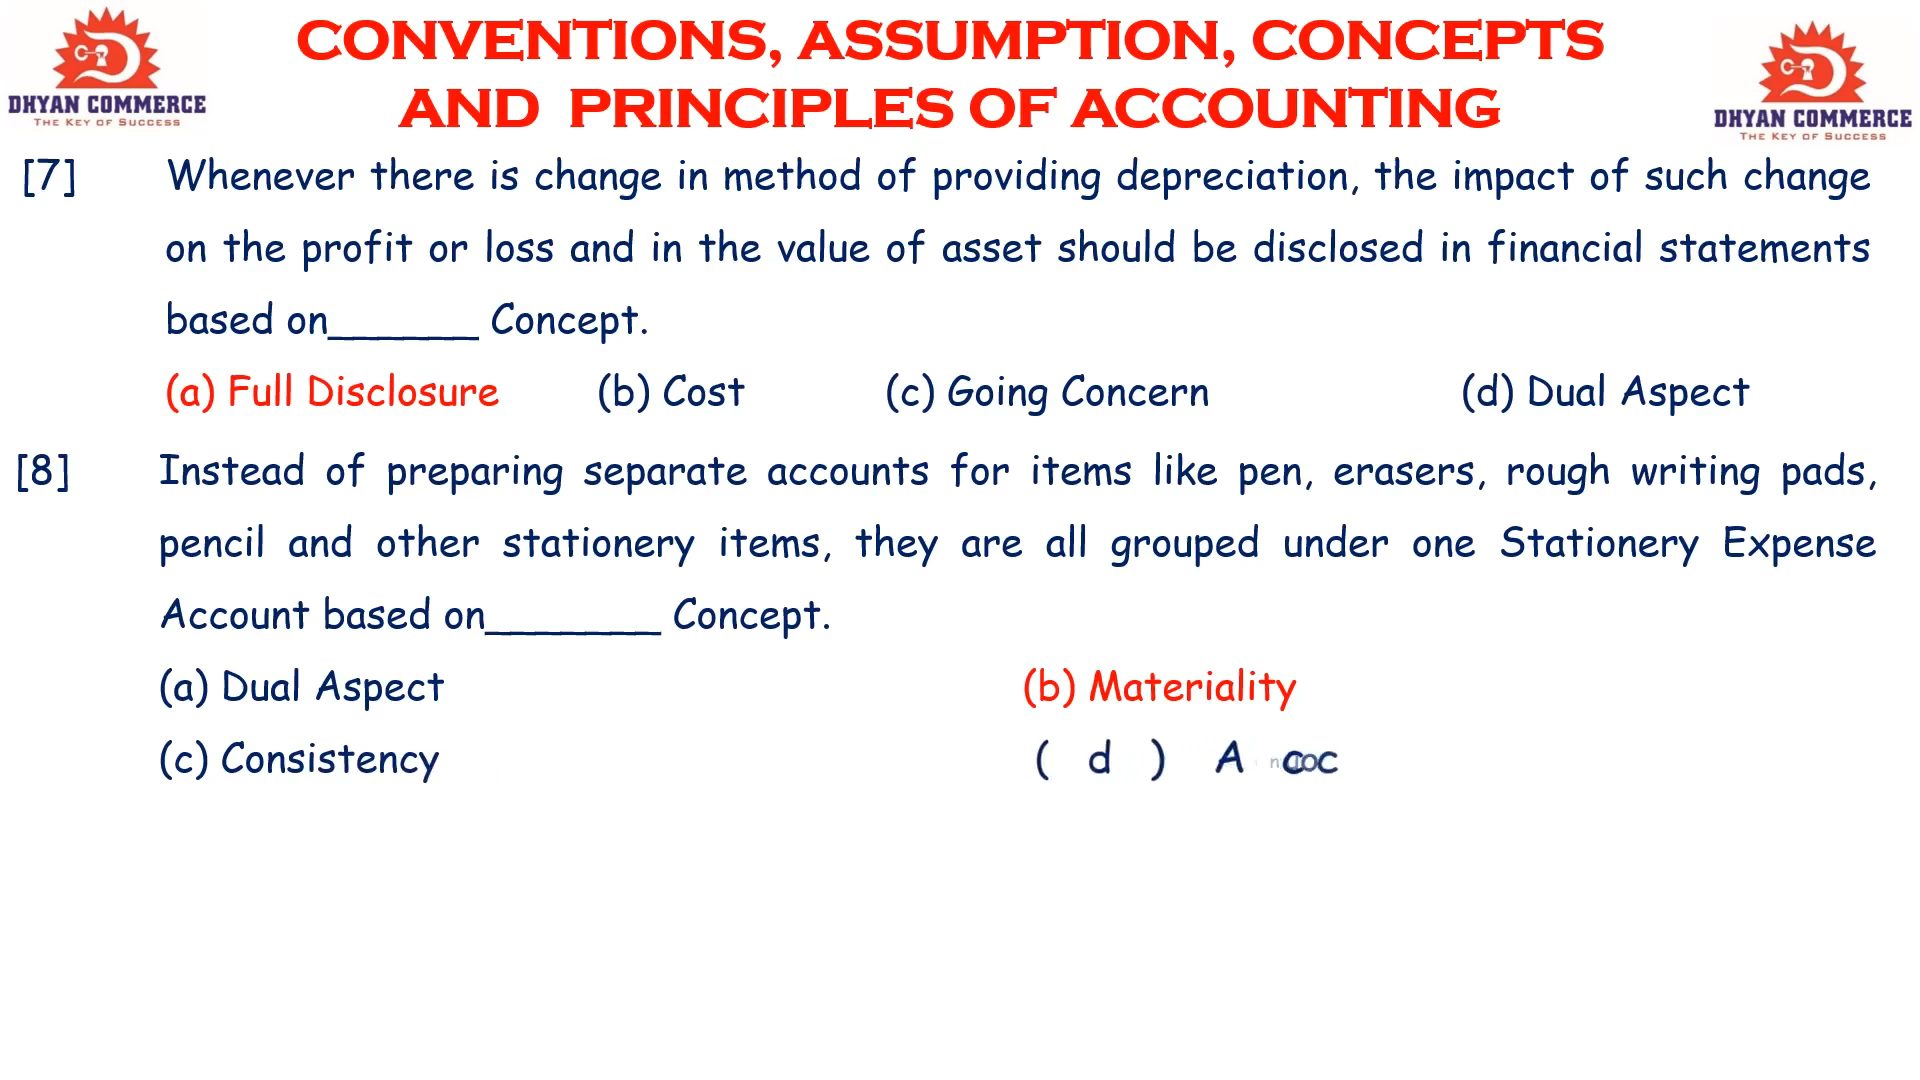 CONVENTIONS, ASSUMPTION, CONCEPTS
AND PRINCIPLES OF ACCOUNTING
DHYAN COMMERCE
THE KEY OF SUCCESS
DHYAN COMMERCE
THE KEY OF SUCCESS
[7] Whenever there is change in method of providing depreciation, the impact of such change
on the profit or loss and in the value of asset should be disclosed in financial statements
based on______ Concept.
(a) Full Disclosure (b) Cost (c) Going Concern (d) Dual Aspect
[8] Instead of preparing separate accounts for items like pen, erasers, rough writing pads,
pencil and other stationery items, they are all grouped under one Stationery Expense
Account based on_______ Concept.
(a) Dual Aspect (b) Materiality
(c) Consistency (d)